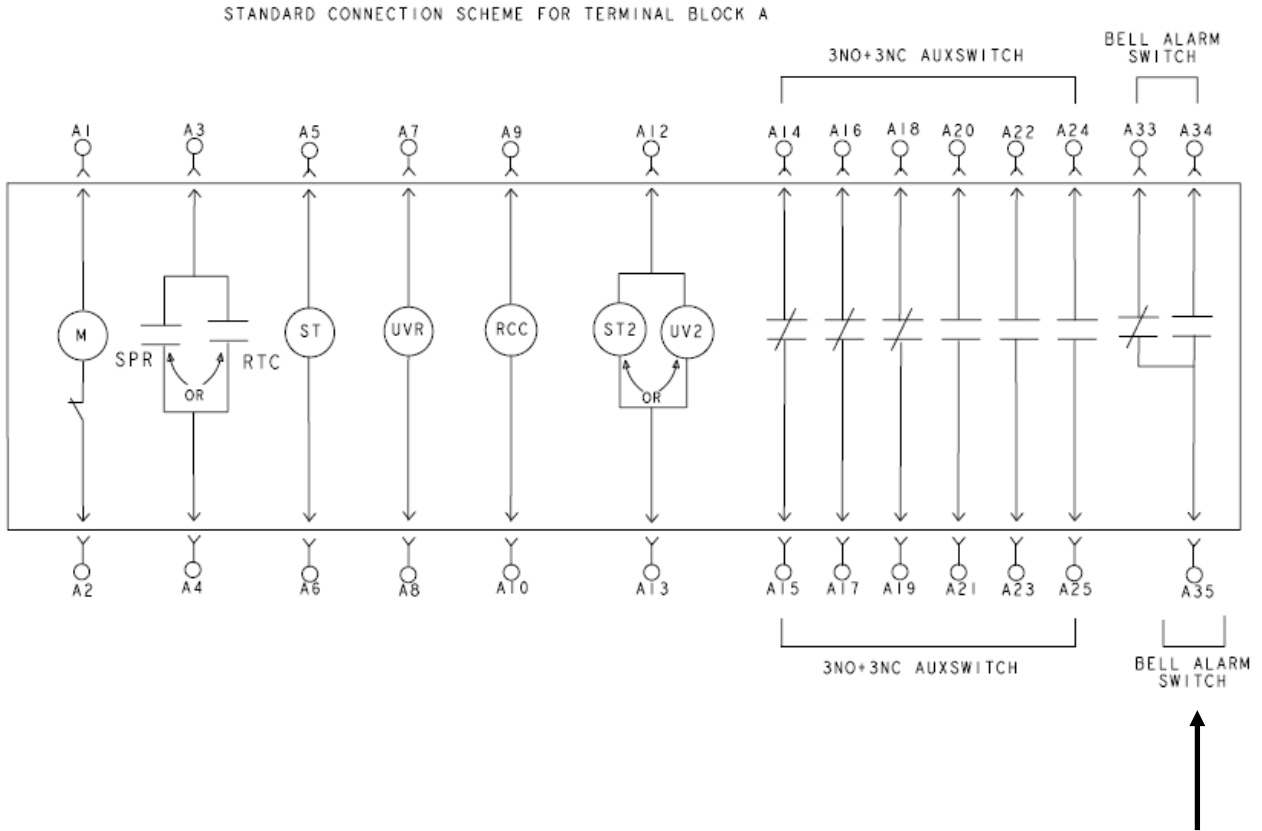 STANDARD CONNECTION SCHEME FOR TERMINAL BLOCK A
BELL ALARM
SWITCH
3NO+3NC AUXSWITCH
A1 A3 A5 A7 A9 A12 A14 A16 A18 A20 A22 A24 A33 A34
M SPR RTC ST UVR RCC ST2 UV2
OR OR
A2 A4 A6 A8 A10 A13 A15 A17 A19 A21 A23 A25 A35
3NO+3NC AUXSWITCH
BELL ALARM
SWITCH